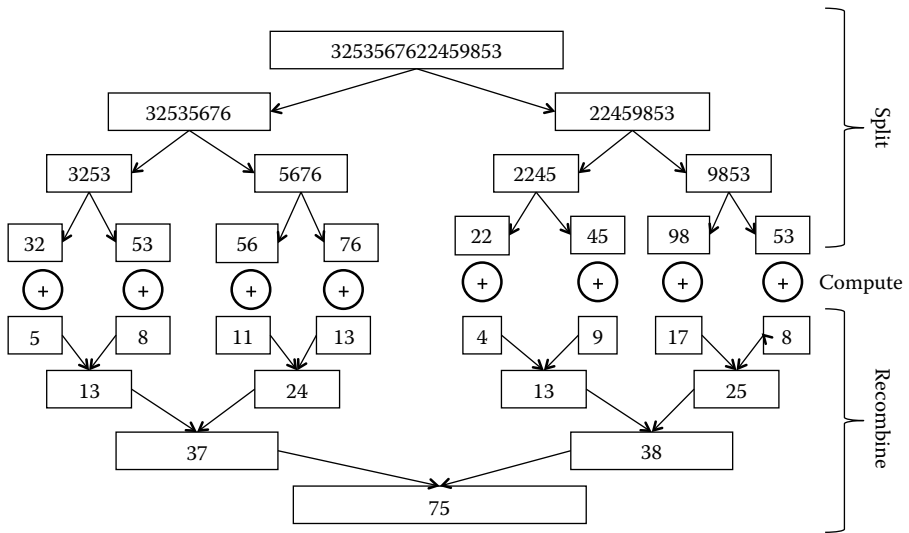 3253567622459853
32535676 22459853
3253 5676 2245 9853
32 53 56 76 22 45 98 53
+ + + + + + + + Compute
5 8 11 13 4 9 17 8
13 24 13 25
37 38
75
Split
Recombine